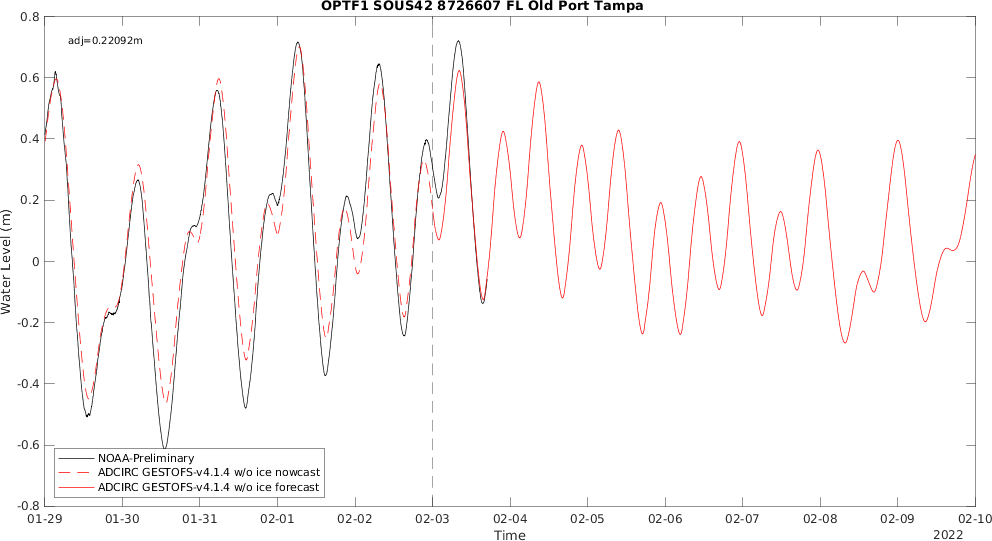 OPTF1 SOUS42 8726607 FL Old Port Tampa
adj=0.22092m
Water Level (m)
0.8
0.6
0.4
0.2
0
-0.2
-0.4
-0.6
-0.8
NOAA-Preliminary
ADCIRC GESTOFS-v4.1.4 w/o ice nowcast
ADCIRC GESTOFS-v4.1.4 w/o ice forecast
01-29 01-30 01-31 02-01 02-02 02-03 02-04 02-05 02-06 02-07 02-08 02-09 02-10
Time
2022